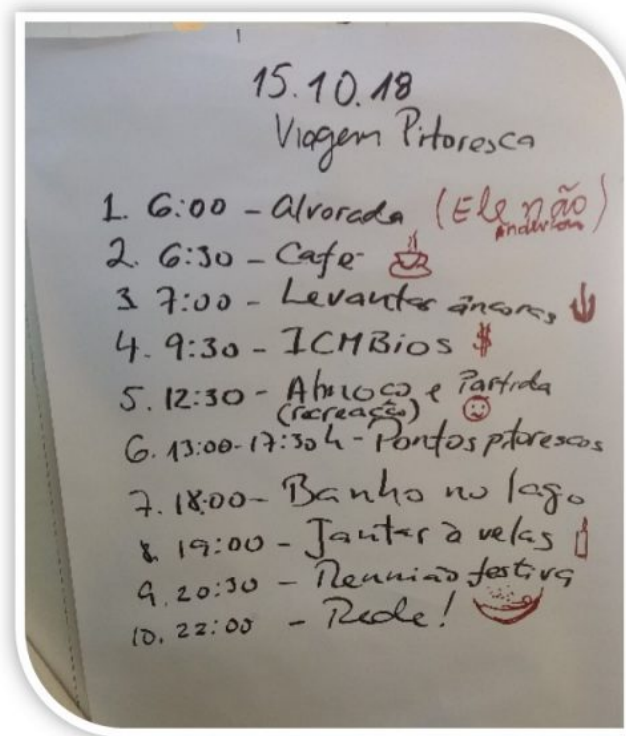 15.10.18
Viagem Pitoresca
1. 6:00 - Alvorada (Ele não)
2. 6:30 - Café
3. 7:00 - Levantar âncoras
4. 9:30 - ICMBios $
5. 12:30 - Almoço e Partida
(recreação)
6. 13:00-17:30h - Pontos pitorescos
7. 18:00 - Banho no lago
8. 19:00 - Jantar à velas
9. 20:30 - Reunião festiva
10. 22:00 - Rede!